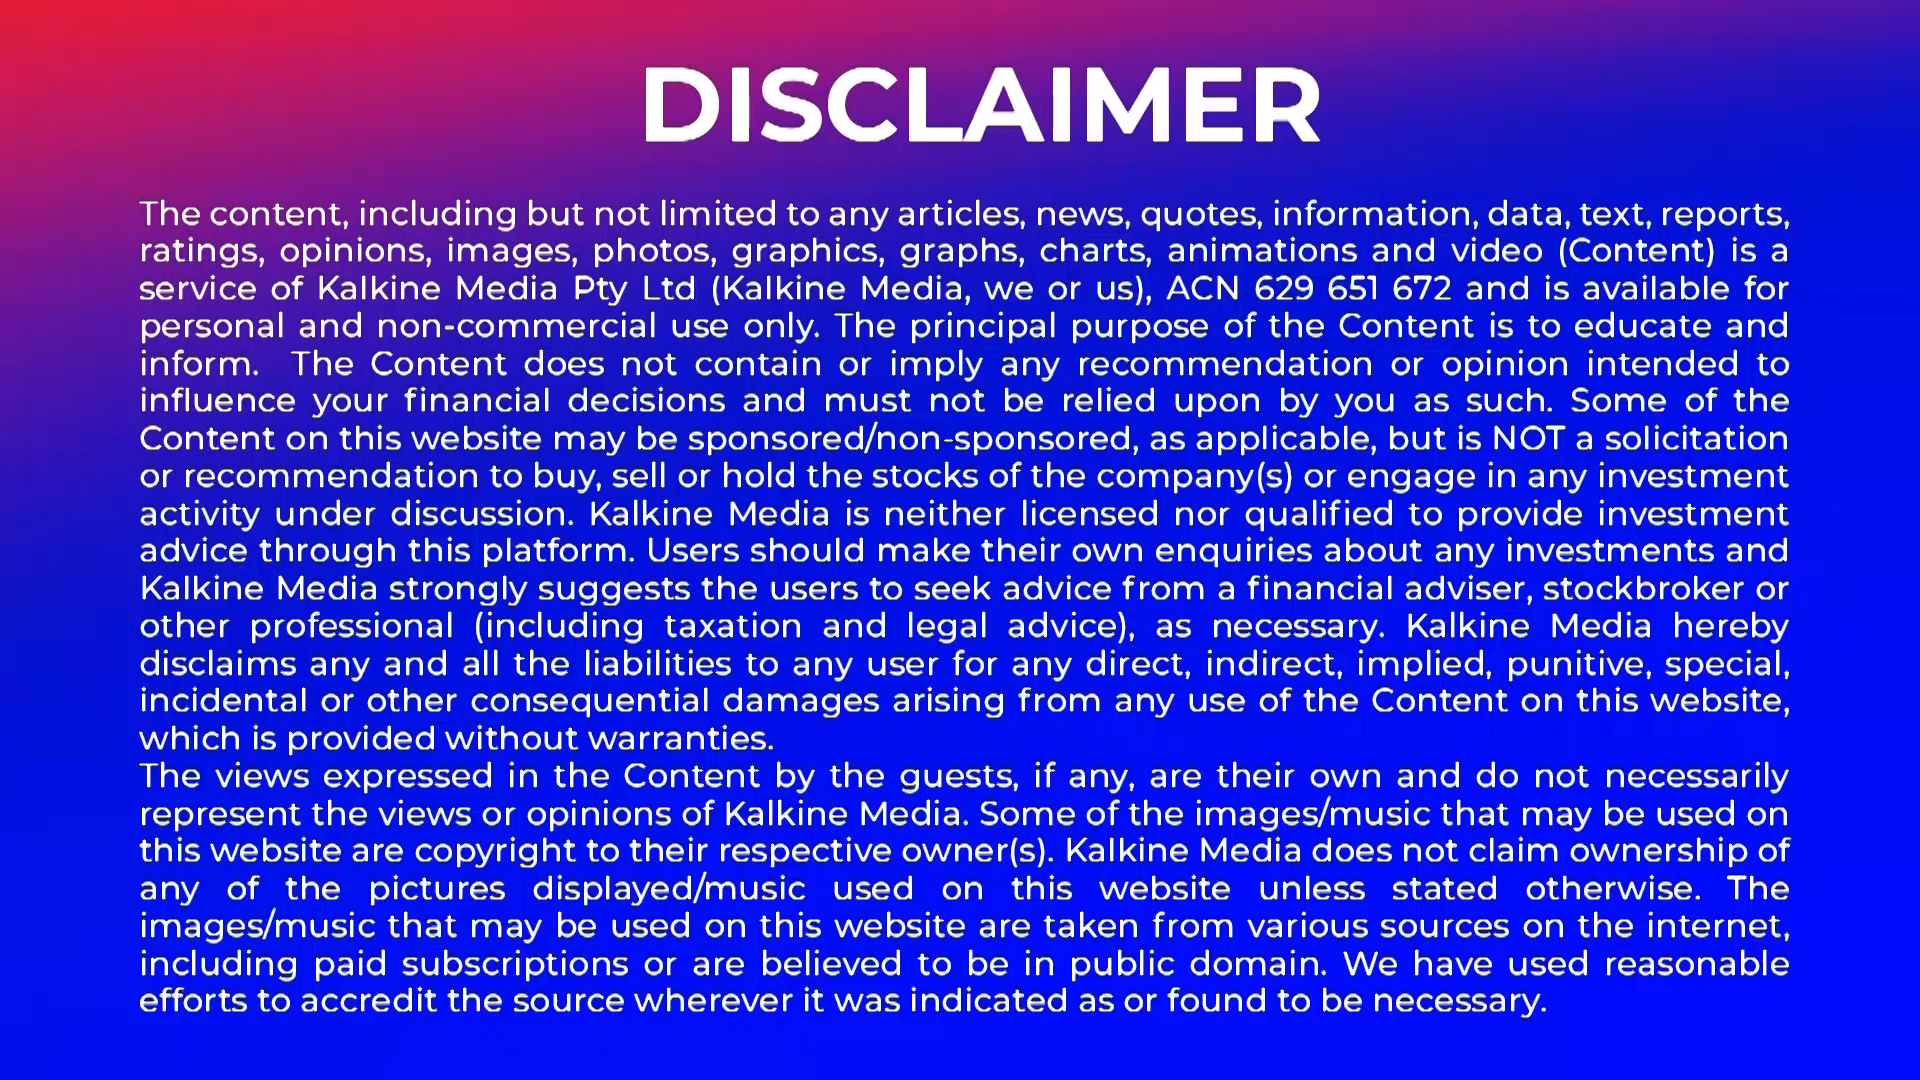 DISCLAIMER
The content, including but not limited to any articles, news, quotes, information, data, text, reports,
ratings, opinions, images, photos, graphics, graphs, charts, animations and video (Content) is a
service of Kalkine Media Pty Ltd (Kalkine Media, we or us), ACN 629 651 672 and is available for
personal and non-commercial use only. The principal purpose of the Content is to educate and
inform.  The Content does not contain or imply any recommendation or opinion intended to
influence your financial decisions and must not be relied upon by you as such. Some of the
Content on this website may be sponsored/non-sponsored, as applicable, but is NOT a solicitation
or recommendation to buy, sell or hold the stocks of the company(s) or engage in any investment
activity under discussion. Kalkine Media is neither licensed nor qualified to provide investment
advice through this platform. Users should make their own enquiries about any investments and
Kalkine Media strongly suggests the users to seek advice from a financial adviser, stockbroker or
other professional (including taxation and legal advice), as necessary. Kalkine Media hereby
disclaims any and all the liabilities to any user for any direct, indirect, implied, punitive, special,
incidental or other consequential damages arising from any use of the Content on this website,
which is provided without warranties.
The views expressed in the Content by the guests, if any, are their own and do not necessarily
represent the views or opinions of Kalkine Media. Some of the images/music that may be used on
this website are copyright to their respective owner(s). Kalkine Media does not claim ownership of
any of the pictures displayed/music used on this website unless stated otherwise. The
images/music that may be used on this website are taken from various sources on the internet,
including paid subscriptions or are believed to be in public domain. We have used reasonable
efforts to accredit the source wherever it was indicated as or found to be necessary.